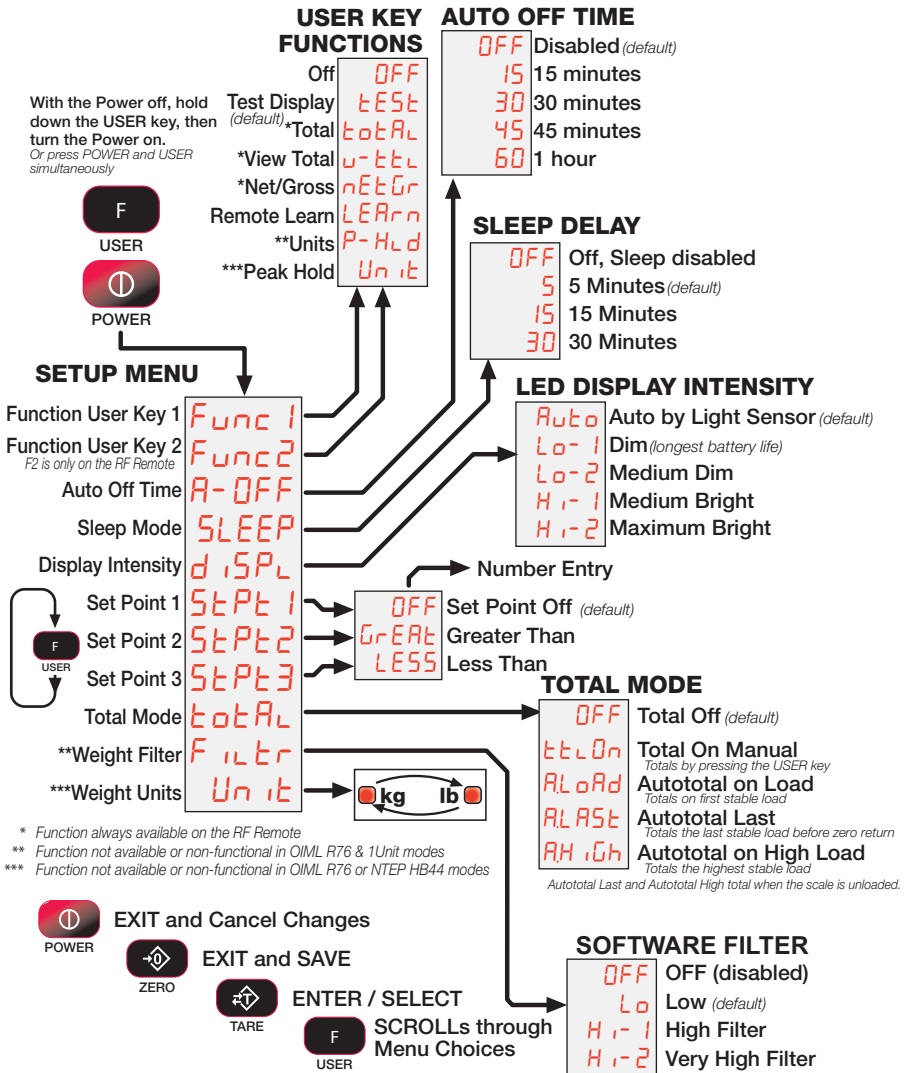 USER KEY FUNCTIONS
Off OFF
Test Display (default) tESt
*Total totAL
*View Total u-ttL
*Net/Gross nEtGr
Remote Learn LEArn
**Units P-HLd
***Peak Hold Unit
AUTO OFF TIME
OFF Disabled (default)
15 15 minutes
30 30 minutes
45 45 minutes
60 1 hour
With the Power off, hold
down the USER key, then
turn the Power on.
Or press POWER and USER
simultaneously
F
USER
POWER
SLEEP DELAY
OFF Off, Sleep disabled
5 5 Minutes (default)
15 15 Minutes
30 30 Minutes
SETUP MENU
Function User Key 1 Func1
Function User Key 2 Func2
F2 is only on the RF Remote
Auto Off Time A-OFF
Sleep Mode SLEEP
Display Intensity diSPL
Set Point 1 StPt1
Set Point 2 StPt2
Set Point 3 StPt3
F
USER
Total Mode totAL
**Weight Filter FiLtr
***Weight Units Unit
kg lb
LED DISPLAY INTENSITY
Auto Auto by Light Sensor (default)
Lo-1 Dim (longest battery life)
Lo-2 Medium Dim
Hi-1 Medium Bright
Hi-2 Maximum Bright
Number Entry
OFF Set Point Off (default)
GrEAt Greater Than
LESS Less Than
TOTAL MODE
OFF Total Off (default)
ttLOn Total On Manual
Totals by pressing the USER key
A.LoAd Autototal on Load
Totals on first stable load
A.LASt Autototal Last
Totals the last stable load before zero return
A.HiGh Autototal on High Load
Totals the highest stable load
Autototal Last and Autototal High total when the scale is unloaded.
* Function always available on the RF Remote
** Function not available or non-functional in OIML R76 & 1Unit modes
*** Function not available or non-functional in OIML R76 or NTEP HB44 modes
POWER EXIT and Cancel Changes
→0← ZERO EXIT and SAVE
T TARE ENTER / SELECT
F USER SCROLLs through
Menu Choices
SOFTWARE FILTER
OFF OFF (disabled)
Lo Low (default)
Hi-1 High Filter
Hi-2 Very High Filter